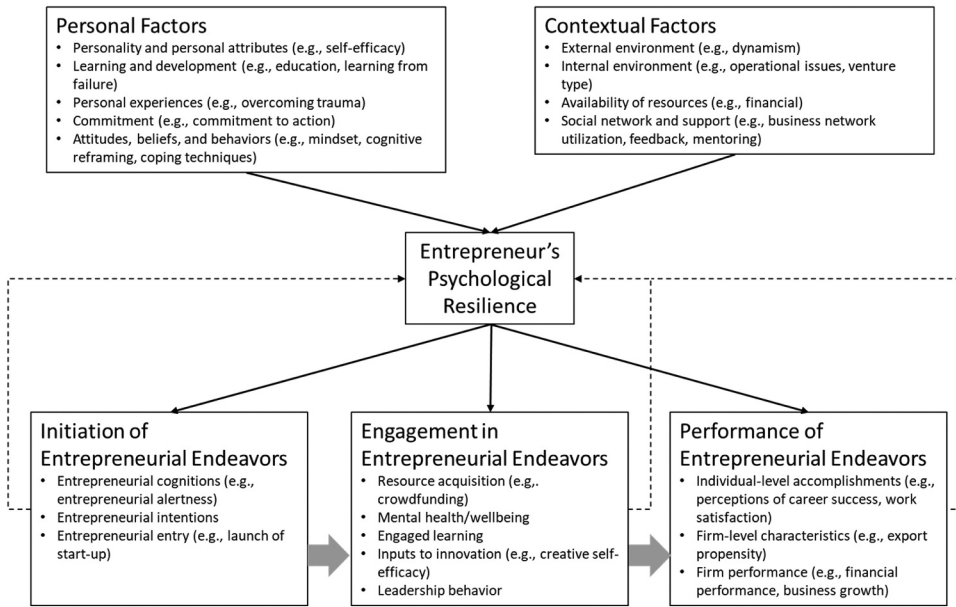 Personal Factors
• Personality and personal attributes (e.g., self-efficacy)
• Learning and development (e.g., education, learning from
failure)
• Personal experiences (e.g., overcoming trauma)
• Commitment (e.g., commitment to action)
• Attitudes, beliefs, and behaviors (e.g., mindset, cognitive
reframing, coping techniques)
Contextual Factors
• External environment (e.g., dynamism)
• Internal environment (e.g., operational issues, venture
type)
• Availability of resources (e.g., financial)
• Social network and support (e.g., business network
utilization, feedback, mentoring)
Entrepreneur’s
Psychological
Resilience
Initiation of
Entrepreneurial Endeavors
• Entrepreneurial cognitions (e.g.,
entrepreneurial alertness)
• Entrepreneurial intentions
• Entrepreneurial entry (e.g., launch of
start-up)
Engagement in
Entrepreneurial Endeavors
• Resource acquisition (e.g,.
crowdfunding)
• Mental health/wellbeing
• Engaged learning
• Inputs to innovation (e.g., creative self-
efficacy)
• Leadership behavior
Performance of
Entrepreneurial Endeavors
• Individual-level accomplishments (e.g.,
perceptions of career success, work
satisfaction)
• Firm-level characteristics (e.g., export
propensity)
• Firm performance (e.g., financial
performance, business growth)